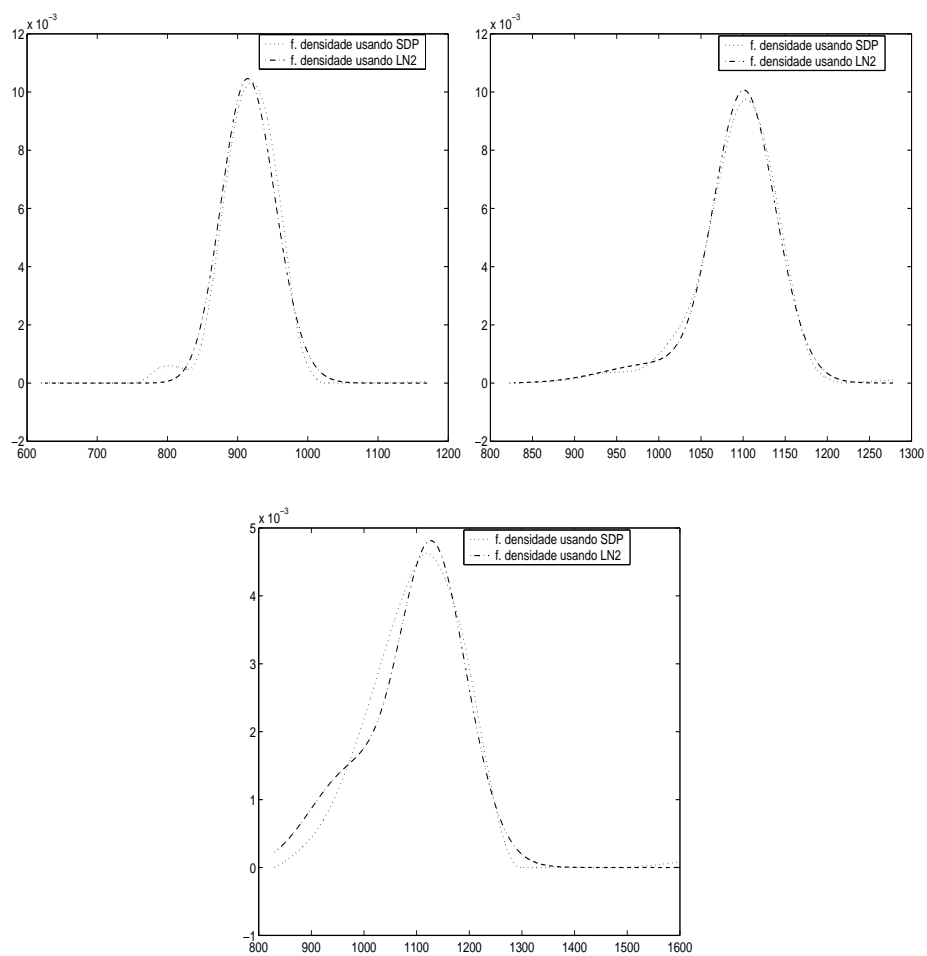 x 10⁻³
12
10
8
6
4
2
0
−2
600 700 800 900 1000 1100 1200
f. densidade usando SDP
f. densidade usando LN2
x 10⁻³
12
10
8
6
4
2
0
−2
800 850 900 950 1000 1050 1100 1150 1200 1250 1300
f. densidade usando SDP
f. densidade usando LN2
x 10⁻³
5
4
3
2
1
0
−1
800 900 1000 1100 1200 1300 1400 1500 1600
f. densidade usando SDP
f. densidade usando LN2